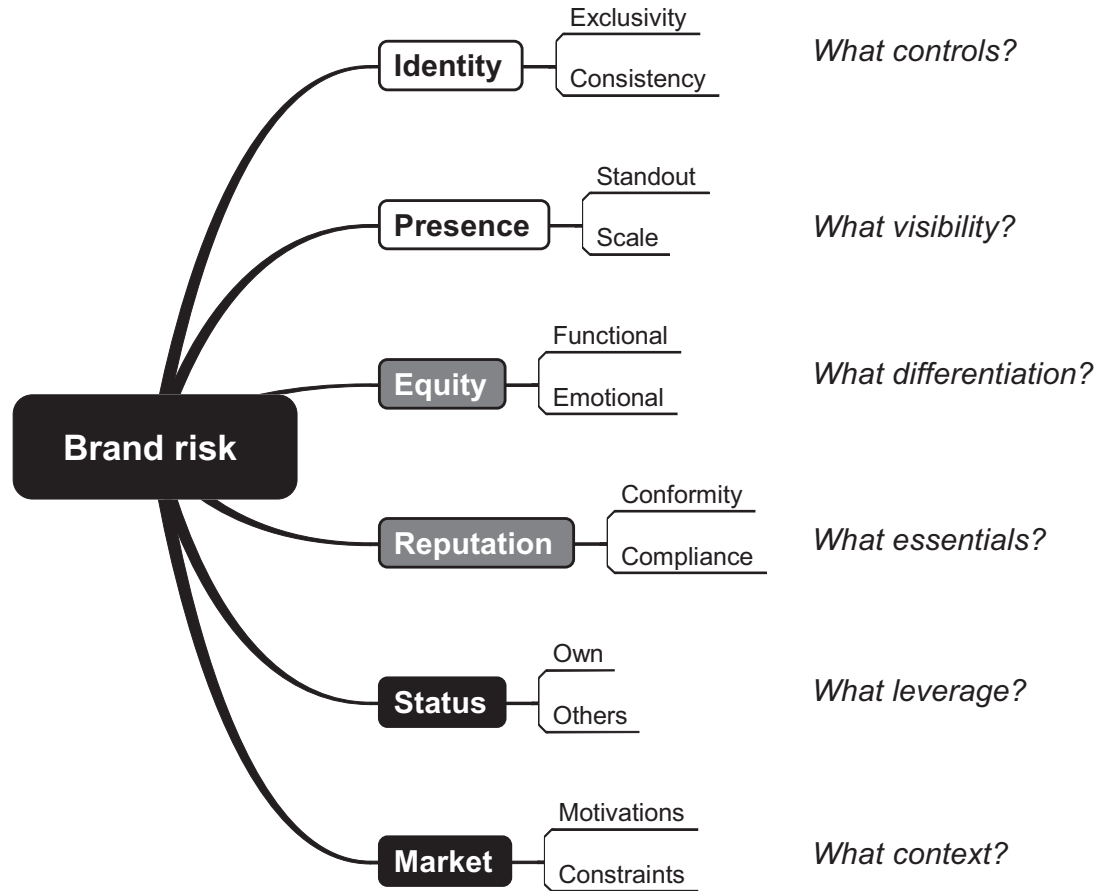 Brand risk
Identity
Exclusivity
Consistency
What controls?
Presence
Standout
Scale
What visibility?
Equity
Functional
Emotional
What differentiation?
Reputation
Conformity
Compliance
What essentials?
Status
Own
Others
What leverage?
Market
Motivations
Constraints
What context?